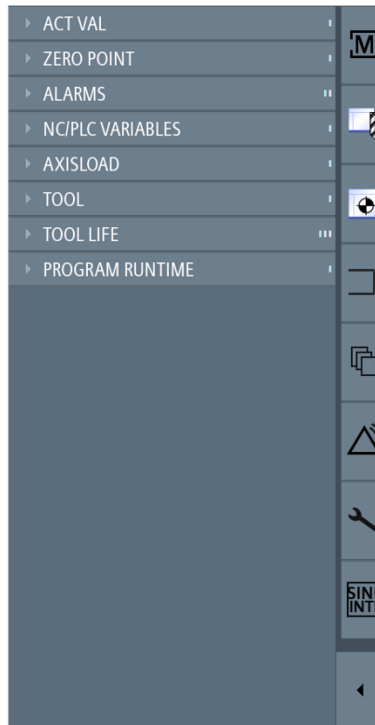 ACT VAL
ZERO POINT
ALARMS
NC/PLC VARIABLES
AXISLOAD
TOOL
TOOL LIFE
PROGRAM RUNTIME
M